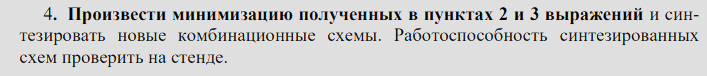 4. Произвести минимизацию полученных в пунктах 2 и 3 выражений и син-
тезировать новые комбинационные схемы. Работоспособность синтезированных
схем проверить на стенде.